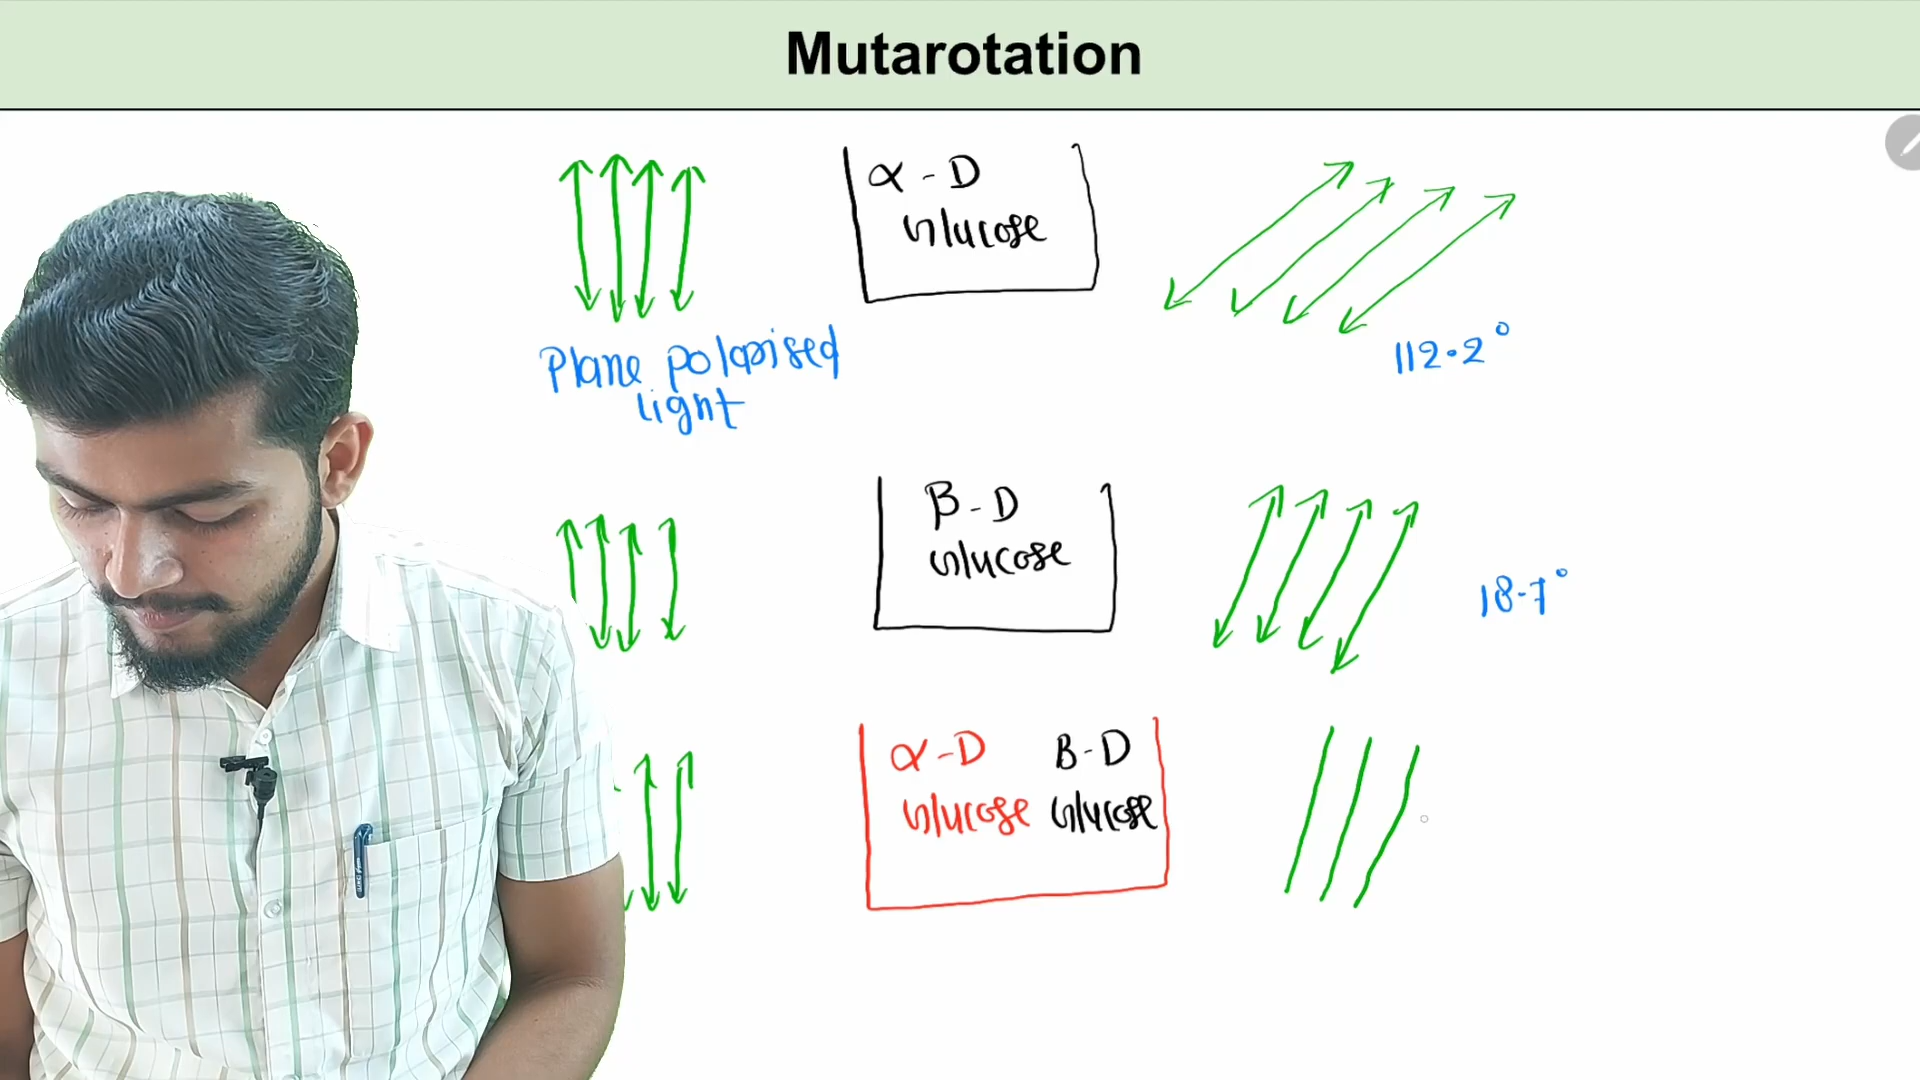 Mutarotation
α-D
Glucose
Plane polarised
light
112.2°
β-D
Glucose
18.7°
α-D B-D
Glucose Glucose